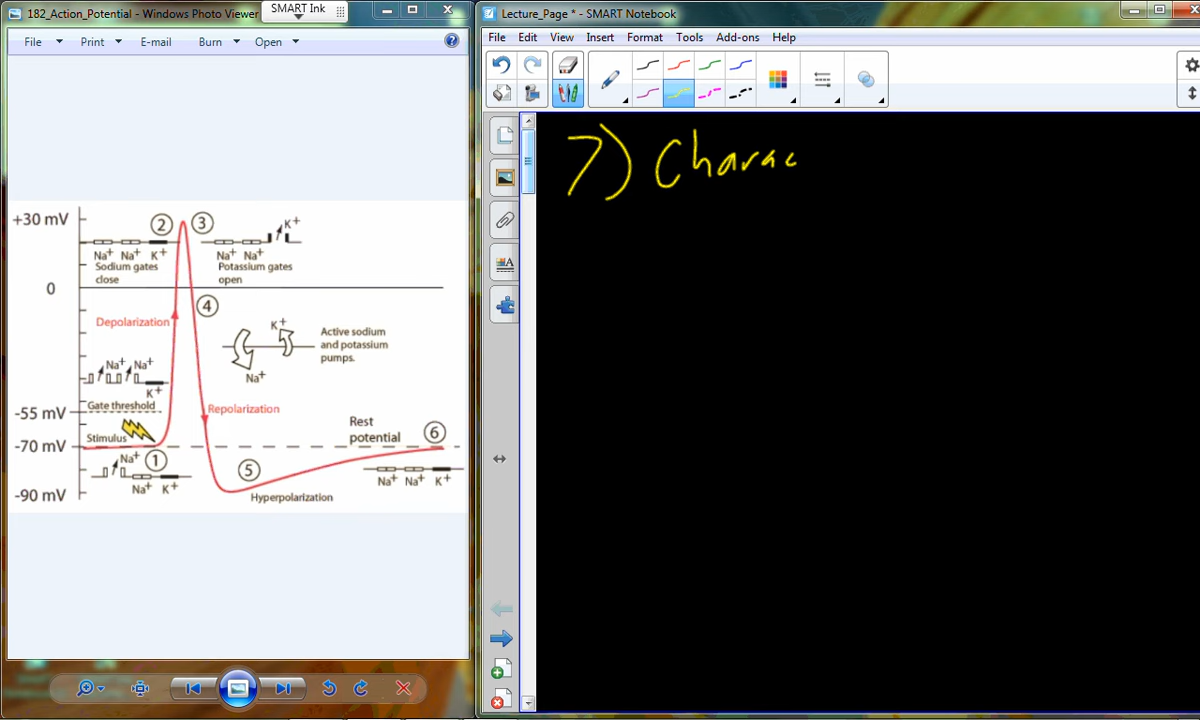 182_Action_Potential - Windows Photo Viewer
SMART Ink
File Print E-mail Burn Open
+30 mV
0
-55 mV
-70 mV
-90 mV
2
3
K+
Na+ Na+ K+
Sodium gates
close
Na+ Na+
Potassium gates
open
4
Depolarization
K+
Na+
Active sodium
and potassium
pumps.
Na+ Na+
K+
Gate threshold
Repolarization
Stimulus
1
Na+
Na+ K+
5
Hyperpolarization
Rest
potential
6
Na+ Na+ K+
Lecture_Page * - SMART Notebook
File Edit View Insert Format Tools Add-ons Help
7) Charac